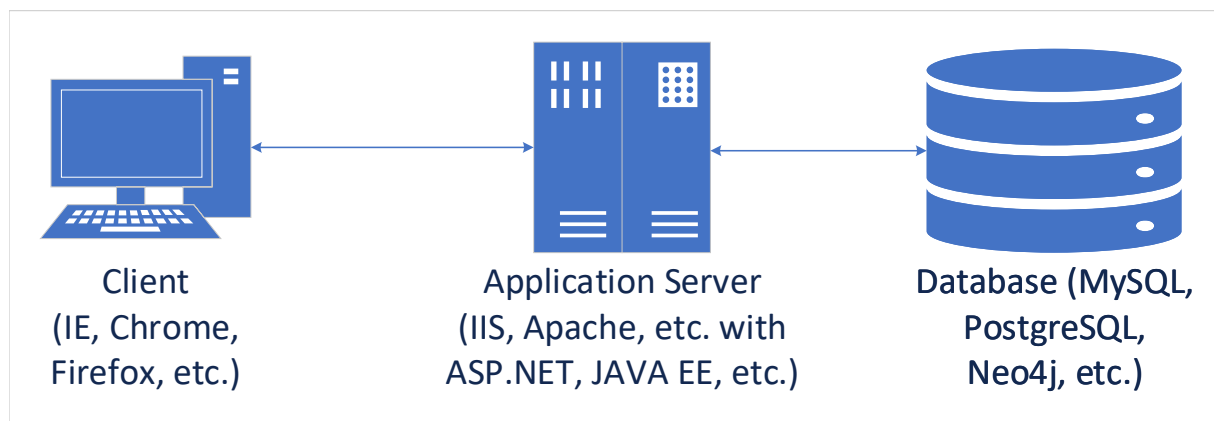 Client
(IE, Chrome,
Firefox, etc.)
Application Server
(IIS, Apache, etc. with
ASP.NET, JAVA EE, etc.)
Database (MySQL,
PostgreSQL,
Neo4j, etc.)